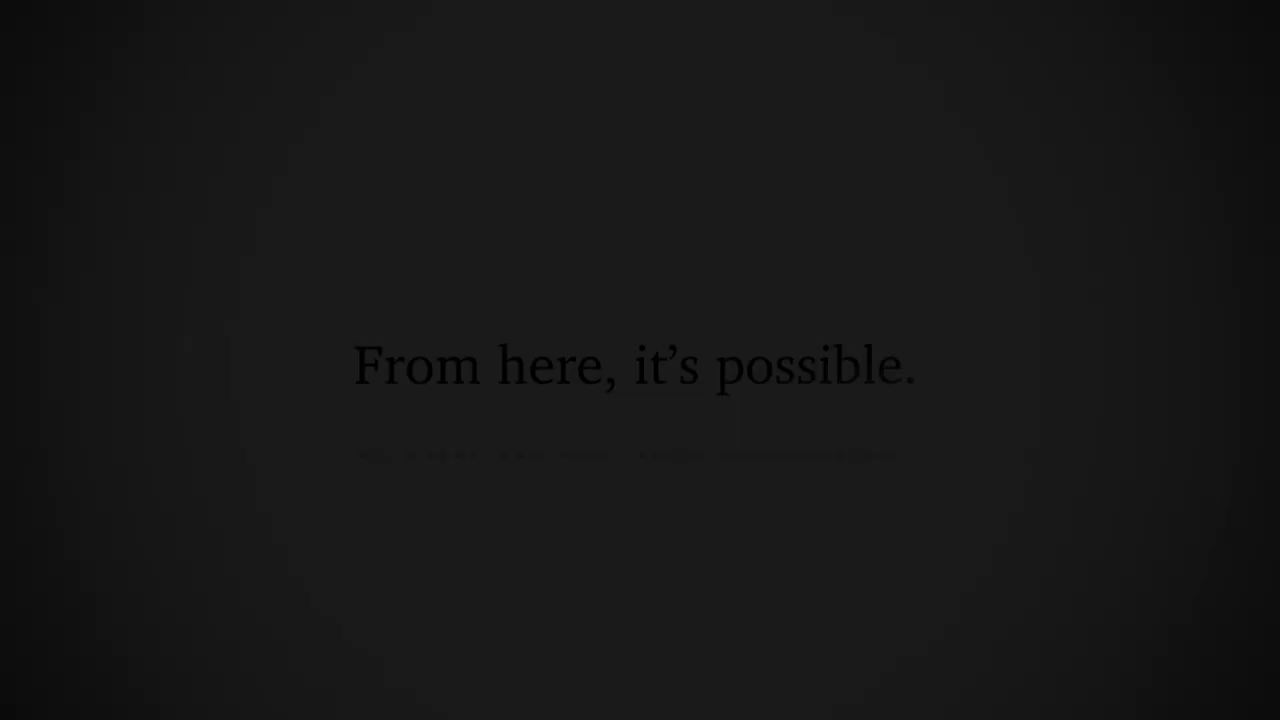 From here, it’s possible.